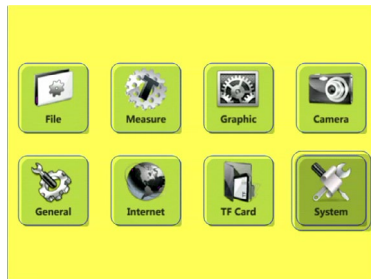 File
Measure
Graphic
Camera
General
Internet
TF Card
System